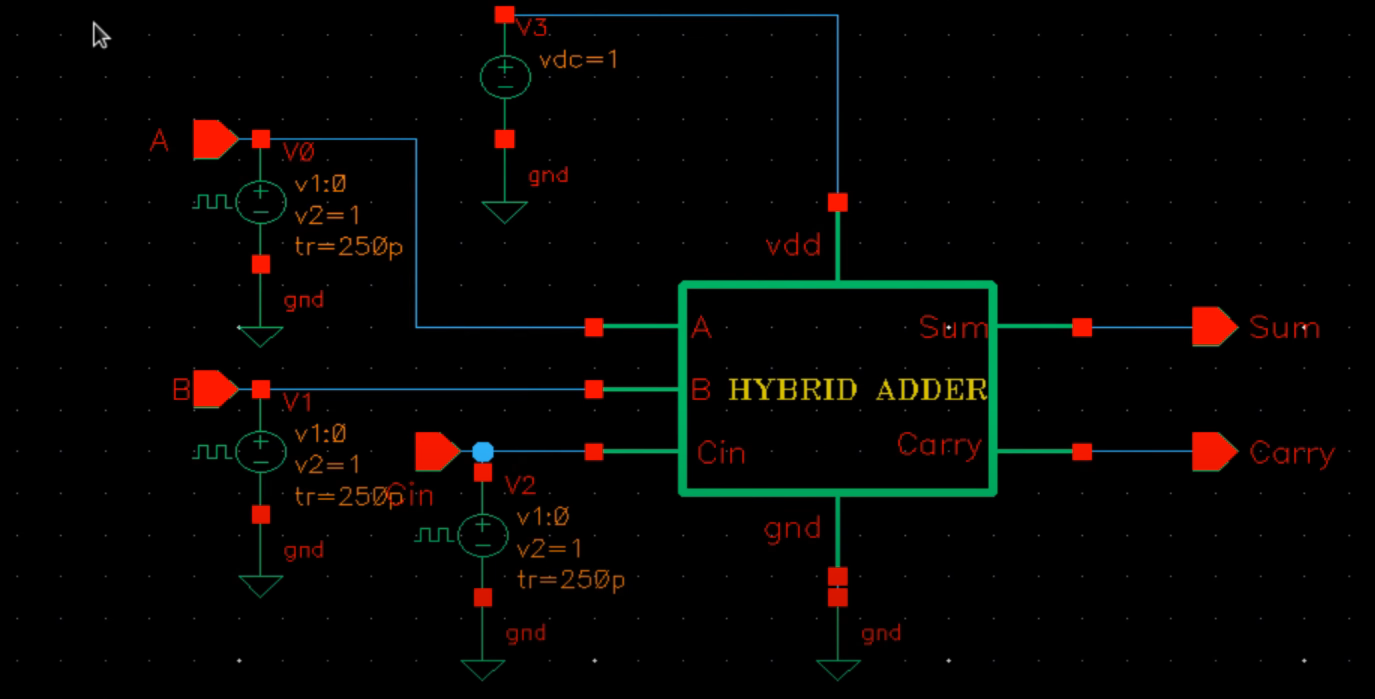 V3
vdc=1
gnd
A
V0
v1:0
v2=1
tr=250p
gnd
vdd
A
Sum
Sum
B
V1
B
HYBRID ADDER
v1:0
v2=1
tr=250p
Cin
Cin
Carry
Carry
V2
v1:0
v2=1
tr=250p
gnd
gnd
gnd
gnd